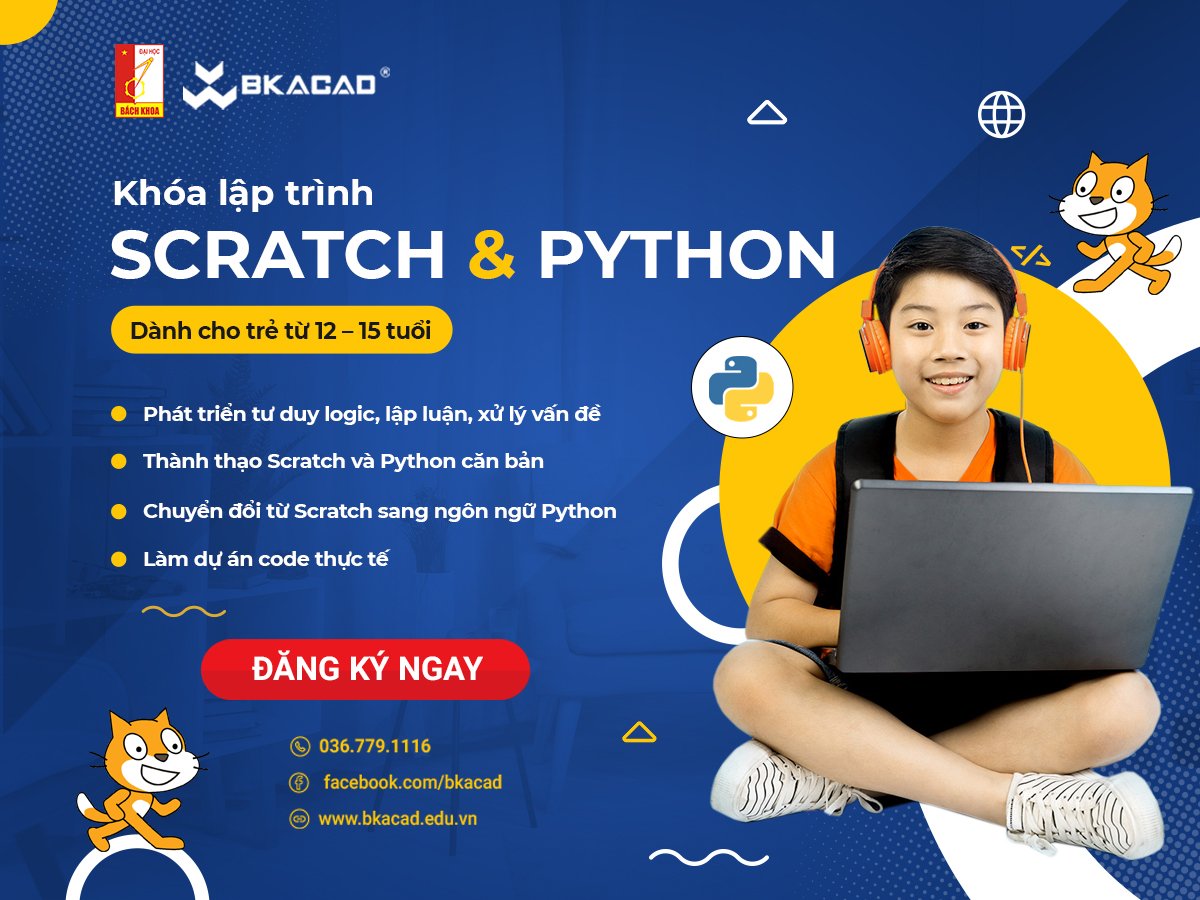 ĐẠI HỌC
BÁCH KHOA
BKACAD®
Khóa lập trình
SCRATCH & PYTHON
Dành cho trẻ từ 12 – 15 tuổi
</>
Phát triển tư duy logic, lập luận, xử lý vấn đề
Thành thạo Scratch và Python căn bản
Chuyển đổi từ Scratch sang ngôn ngữ Python
Làm dự án code thực tế
ĐĂNG KÝ NGAY
036.779.1116
facebook.com/bkacad
www.bkacad.edu.vn